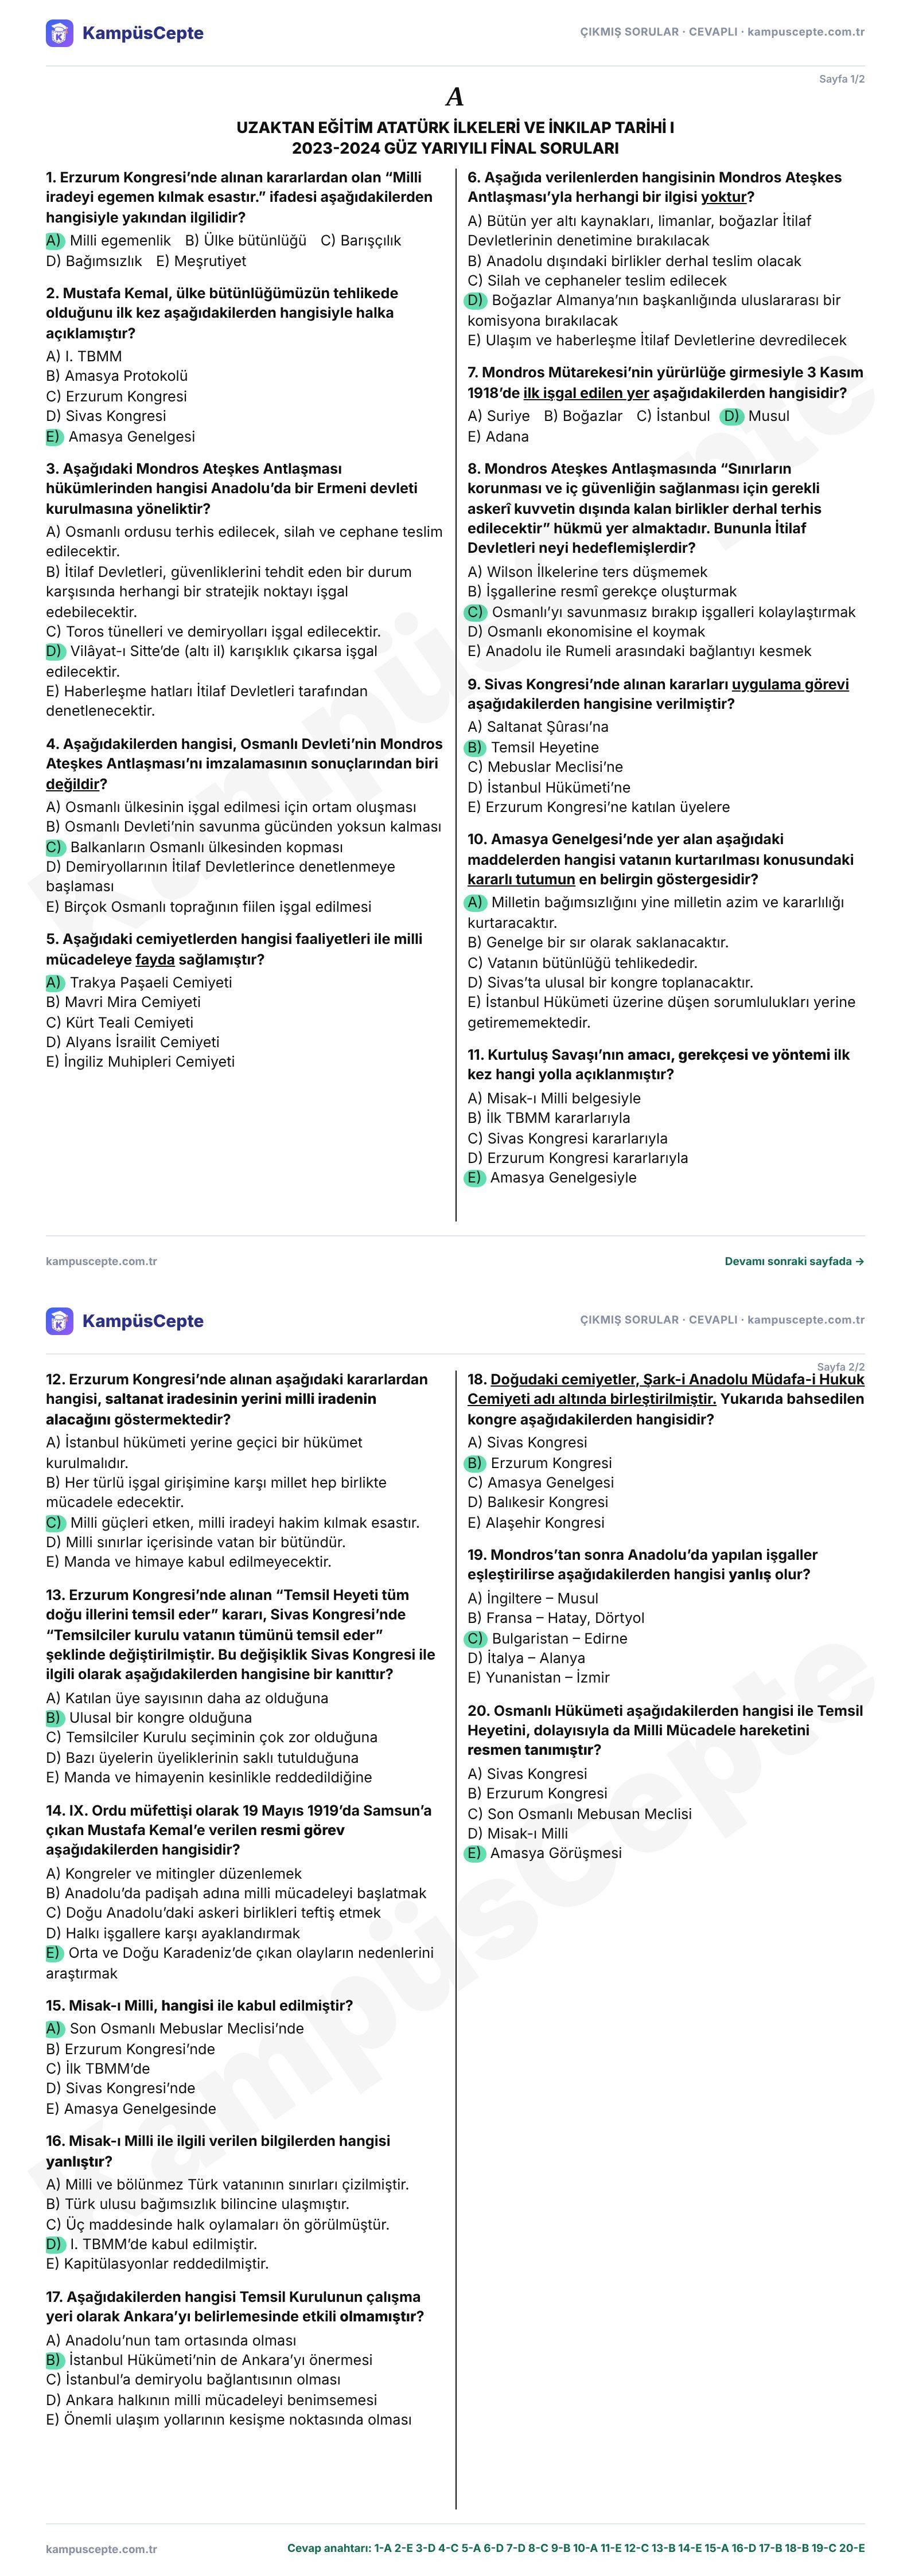 KampüsCepte
ÇIKMIŞ SORULAR · CEVAPLI · kampuscepte.com.tr
Sayfa 1/2
A
UZAKTAN EĞİTİM ATATÜRK İLKELERİ VE İNKILAP TARİHİ I
2023-2024 GÜZ YARIYILI FİNAL SORULARI
1. Erzurum Kongresi’nde alınan kararlardan olan “Milli
iradeyi egemen kılmak esastır.” ifadesi aşağıdakilerden
hangisiyle yakından ilgilidir?
A) Milli egemenlik B) Ülke bütünlüğü C) Barışçılık
D) Bağımsızlık E) Meşrutiyet
2. Mustafa Kemal, ülke bütünlüğümüzün tehlikede
olduğunu ilk kez aşağıdakilerden hangisiyle halka
açıklamıştır?
A) I. TBMM
B) Amasya Protokolü
C) Erzurum Kongresi
D) Sivas Kongresi
E) Amasya Genelgesi
3. Aşağıdaki Mondros Ateşkes Antlaşması
hükümlerinden hangisi Anadolu’da bir Ermeni devleti
kurulmasına yöneliktir?
A) Osmanlı ordusu terhis edilecek, silah ve cephane teslim
edilecektir.
B) İtilaf Devletleri, güvenliklerini tehdit eden bir durum
karşısında herhangi bir stratejik noktayı işgal
edebilecektir.
C) Toros tünelleri ve demiryolları işgal edilecektir.
D) Vilâyat-ı Sitte’de (altı il) karışıklık çıkarsa işgal
edilecektir.
E) Haberleşme hatları İtilaf Devletleri tarafından
denetlenecektir.
4. Aşağıdakilerden hangisi, Osmanlı Devleti’nin Mondros
Ateşkes Antlaşması’nı imzalamasının sonuçlarından biri
değildir?
A) Osmanlı ülkesinin işgal edilmesi için ortam oluşması
B) Osmanlı Devleti’nin savunma gücünden yoksun kalması
C) Balkanların Osmanlı ülkesinden kopması
D) Demiryollarının İtilaf Devletlerince denetlenmeye
başlaması
E) Birçok Osmanlı toprağının fiilen işgal edilmesi
5. Aşağıdaki cemiyetlerden hangisi faaliyetleri ile milli
mücadeleye fayda sağlamıştır?
A) Trakya Paşaeli Cemiyeti
B) Mavri Mira Cemiyeti
C) Kürt Teali Cemiyeti
D) Alyans İsrailit Cemiyeti
E) İngiliz Muhipleri Cemiyeti
6. Aşağıda verilenlerden hangisinin Mondros Ateşkes
Antlaşması’yla herhangi bir ilgisi yoktur?
A) Bütün yer altı kaynakları, limanlar, boğazlar İtilaf
Devletlerinin denetimine bırakılacak
B) Anadolu dışındaki birlikler derhal teslim olacak
C) Silah ve cephaneler teslim edilecek
D) Boğazlar Almanya’nın başkanlığında uluslararası bir
komisyona bırakılacak
E) Ulaşım ve haberleşme İtilaf Devletlerine devredilecek
7. Mondros Mütarekesi’nin yürürlüğe girmesiyle 3 Kasım
1918’de ilk işgal edilen yer aşağıdakilerden hangisidir?
A) Suriye B) Boğazlar C) İstanbul D) Musul
E) Adana
8. Mondros Ateşkes Antlaşmasında “Sınırların
korunması ve iç güvenliğin sağlanması için gerekli
askerî kuvvetin dışında kalan birlikler derhal terhis
edilecektir” hükmü yer almaktadır. Bununla İtilaf
Devletleri neyi hedeflemişlerdir?
A) Wilson İlkelerine ters düşmemek
B) İşgallerine resmî gerekçe oluşturmak
C) Osmanlı’yı savunmasız bırakıp işgalleri kolaylaştırmak
D) Osmanlı ekonomisine el koymak
E) Anadolu ile Rumeli arasındaki bağlantıyı kesmek
9. Sivas Kongresi’nde alınan kararları uygulama görevi
aşağıdakilerden hangisine verilmiştir?
A) Saltanat Şûrası’na
B) Temsil Heyetine
C) Mebuslar Meclisi’ne
D) İstanbul Hükümeti’ne
E) Erzurum Kongresi’ne katılan üyelere
10. Amasya Genelgesi’nde yer alan aşağıdaki
maddelerden hangisi vatanın kurtarılması konusundaki
kararlı tutumun en belirgin göstergesidir?
A) Milletin bağımsızlığını yine milletin azim ve kararlılığı
kurtaracaktır.
B) Genelge bir sır olarak saklanacaktır.
C) Vatanın bütünlüğü tehlikededir.
D) Sivas’ta ulusal bir kongre toplanacaktır.
E) İstanbul Hükümeti üzerine düşen sorumlulukları yerine
getirememektedir.
11. Kurtuluş Savaşı’nın amacı, gerekçesi ve yöntemi ilk
kez hangi yolla açıklanmıştır?
A) Misak-ı Milli belgesiyle
B) İlk TBMM kararlarıyla
C) Sivas Kongresi kararlarıyla
D) Erzurum Kongresi kararlarıyla
E) Amasya Genelgesiyle
kampuscepte.com.tr
Devamı sonraki sayfada →
KampüsCepte
ÇIKMIŞ SORULAR · CEVAPLI · kampuscepte.com.tr
Sayfa 2/2
12. Erzurum Kongresi’nde alınan aşağıdaki kararlardan
hangisi, saltanat iradesinin yerini milli iradenin
alacağını göstermektedir?
A) İstanbul hükümeti yerine geçici bir hükümet
kurulmalıdır.
B) Her türlü işgal girişimine karşı millet hep birlikte
mücadele edecektir.
C) Milli güçleri etken, milli iradeyi hakim kılmak esastır.
D) Milli sınırlar içerisinde vatan bir bütündür.
E) Manda ve himaye kabul edilmeyecektir.
13. Erzurum Kongresi’nde alınan “Temsil Heyeti tüm
doğu illerini temsil eder” kararı, Sivas Kongresi’nde
“Temsilciler kurulu vatanın tümünü temsil eder”
şeklinde değiştirilmiştir. Bu değişiklik Sivas Kongresi ile
ilgili olarak aşağıdakilerden hangisine bir kanıttır?
A) Katılan üye sayısının daha az olduğuna
B) Ulusal bir kongre olduğuna
C) Temsilciler Kurulu seçiminin çok zor olduğuna
D) Bazı üyelerin üyeliklerinin saklı tutulduğuna
E) Manda ve himayenin kesinlikle reddedildiğine
14. IX. Ordu müfettişi olarak 19 Mayıs 1919’da Samsun’a
çıkan Mustafa Kemal’e verilen resmi görev
aşağıdakilerden hangisidir?
A) Kongreler ve mitingler düzenlemek
B) Anadolu’da padişah adına milli mücadeleyi başlatmak
C) Doğu Anadolu’daki askeri birlikleri teftiş etmek
D) Halkı işgallere karşı ayaklandırmak
E) Orta ve Doğu Karadeniz’de çıkan olayların nedenlerini
araştırmak
15. Misak-ı Milli, hangisi ile kabul edilmiştir?
A) Son Osmanlı Mebuslar Meclisi’nde
B) Erzurum Kongresi’nde
C) İlk TBMM’de
D) Sivas Kongresi’nde
E) Amasya Genelgesinde
16. Misak-ı Milli ile ilgili verilen bilgilerden hangisi
yanlıştır?
A) Milli ve bölünmez Türk vatanının sınırları çizilmiştir.
B) Türk ulusu bağımsızlık bilincine ulaşmıştır.
C) Üç maddesinde halk oylamaları ön görülmüştür.
D) I. TBMM’de kabul edilmiştir.
E) Kapitülasyonlar reddedilmiştir.
17. Aşağıdakilerden hangisi Temsil Kurulunun çalışma
yeri olarak Ankara’yı belirlemesinde etkili olmamıştır?
A) Anadolu’nun tam ortasında olması
B) İstanbul Hükümeti’nin de Ankara’yı önermesi
C) İstanbul’a demiryolu bağlantısının olması
D) Ankara halkının milli mücadeleyi benimsemesi
E) Önemli ulaşım yollarının kesişme noktasında olması
18. Doğudaki cemiyetler, Şark-i Anadolu Müdafa-i Hukuk
Cemiyeti adı altında birleştirilmiştir. Yukarıda bahsedilen
kongre aşağıdakilerden hangisidir?
A) Sivas Kongresi
B) Erzurum Kongresi
C) Amasya Genelgesi
D) Balıkesir Kongresi
E) Alaşehir Kongresi
19. Mondros’tan sonra Anadolu’da yapılan işgaller
eşleştirilirse aşağıdakilerden hangisi yanlış olur?
A) İngiltere – Musul
B) Fransa – Hatay, Dörtyol
C) Bulgaristan – Edirne
D) İtalya – Alanya
E) Yunanistan – İzmir
20. Osmanlı Hükümeti aşağıdakilerden hangisi ile Temsil
Heyetini, dolayısıyla da Milli Mücadele hareketini
resmen tanımıştır?
A) Sivas Kongresi
B) Erzurum Kongresi
C) Son Osmanlı Mebusan Meclisi
D) Misak-ı Milli
E) Amasya Görüşmesi
kampuscepte.com.tr
Cevap anahtarı: 1-A 2-E 3-D 4-C 5-A 6-D 7-D 8-C 9-B 10-A 11-E 12-C 13-B 14-E 15-A 16-D 17-B 18-B 19-C 20-E